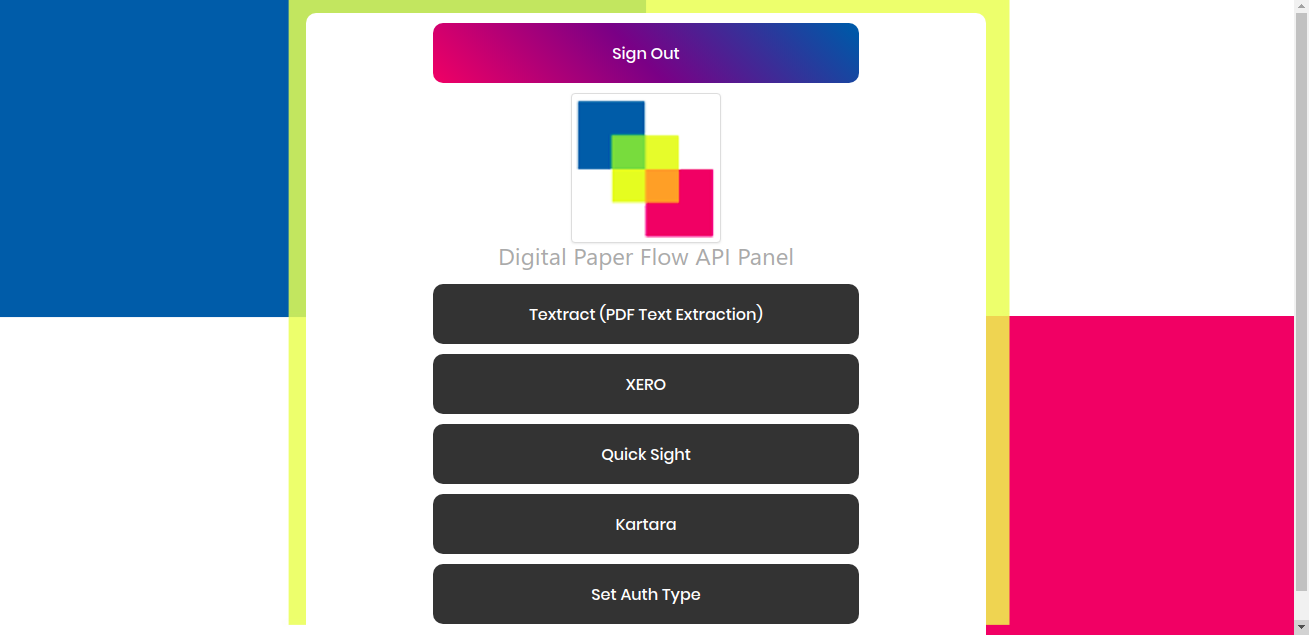 Sign Out
Digital Paper Flow API Panel
Textract (PDF Text Extraction)
XERO
Quick Sight
Kartara
Set Auth Type